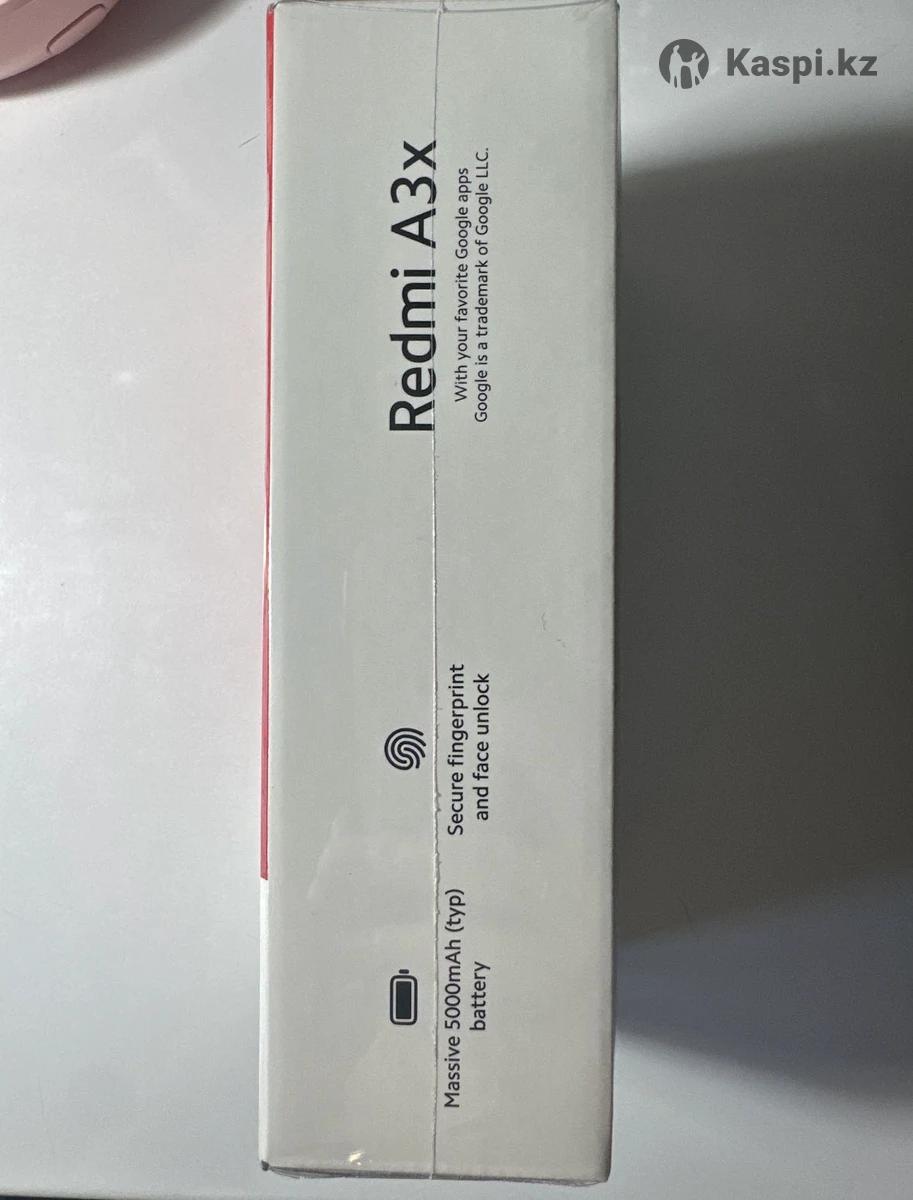 Kaspi.kz
Redmi A3x
With your favorite Google apps
Google is a trademark of Google LLC.
Secure fingerprint
and face unlock
Massive 5000mAh (typ)
battery